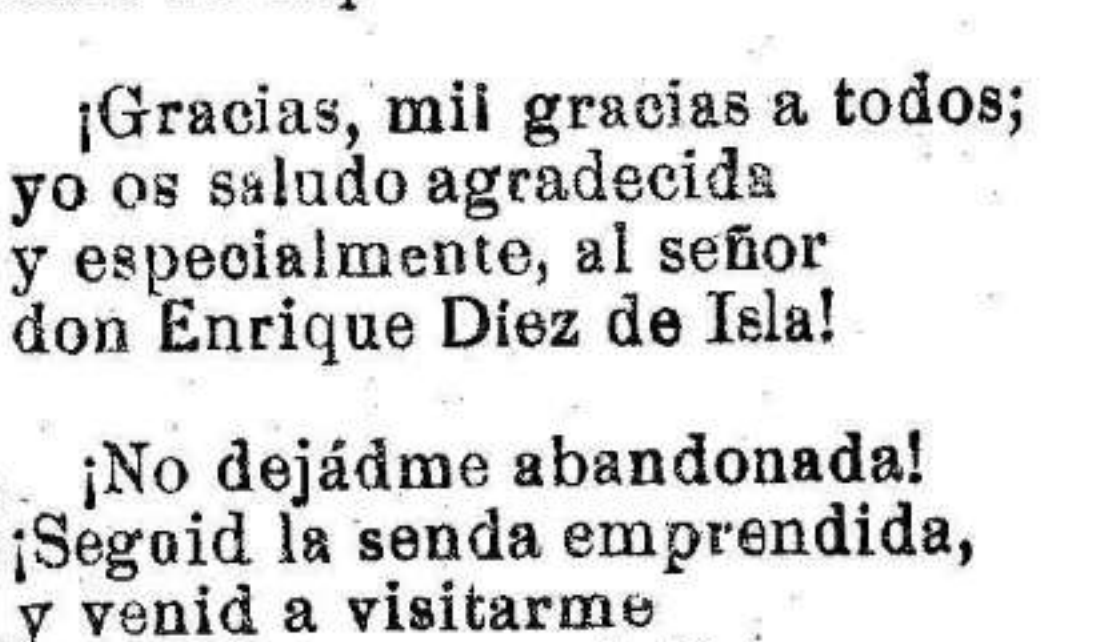 ¡Gracias, mil gracias a todos;
yo os saludo agradecida
y especialmente, al señor
don Enrique Díez de Isla!
¡No dejádme abandonada!
¡Seguid la senda emprendida,
y venid a visitarme